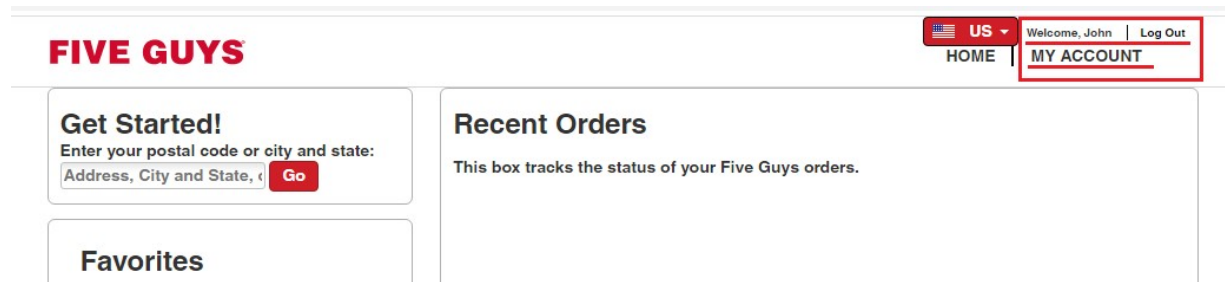 US
Welcome, John | Log Out
FIVE GUYS
HOME | MY ACCOUNT
Get Started!
Enter your postal code or city and state:
Address, City and State, Go
Recent Orders
This box tracks the status of your Five Guys orders.
Favorites